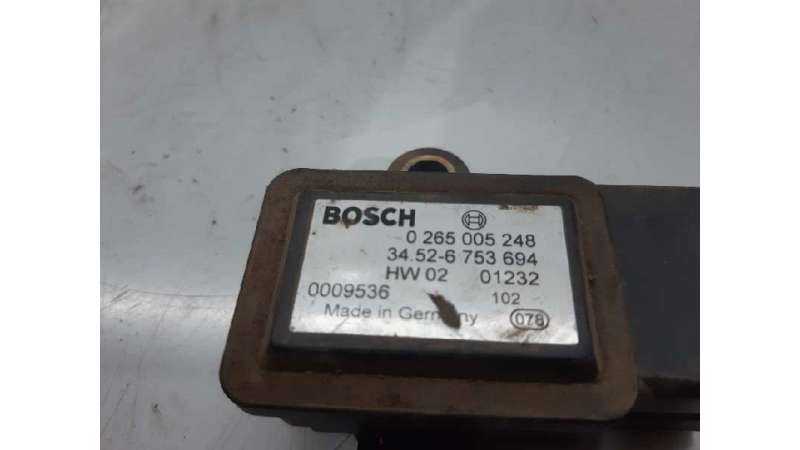 BOSCH
0 265 005 248
34.52-6 753 694
HW 02 01232
0009536 102
Made in Germany 078